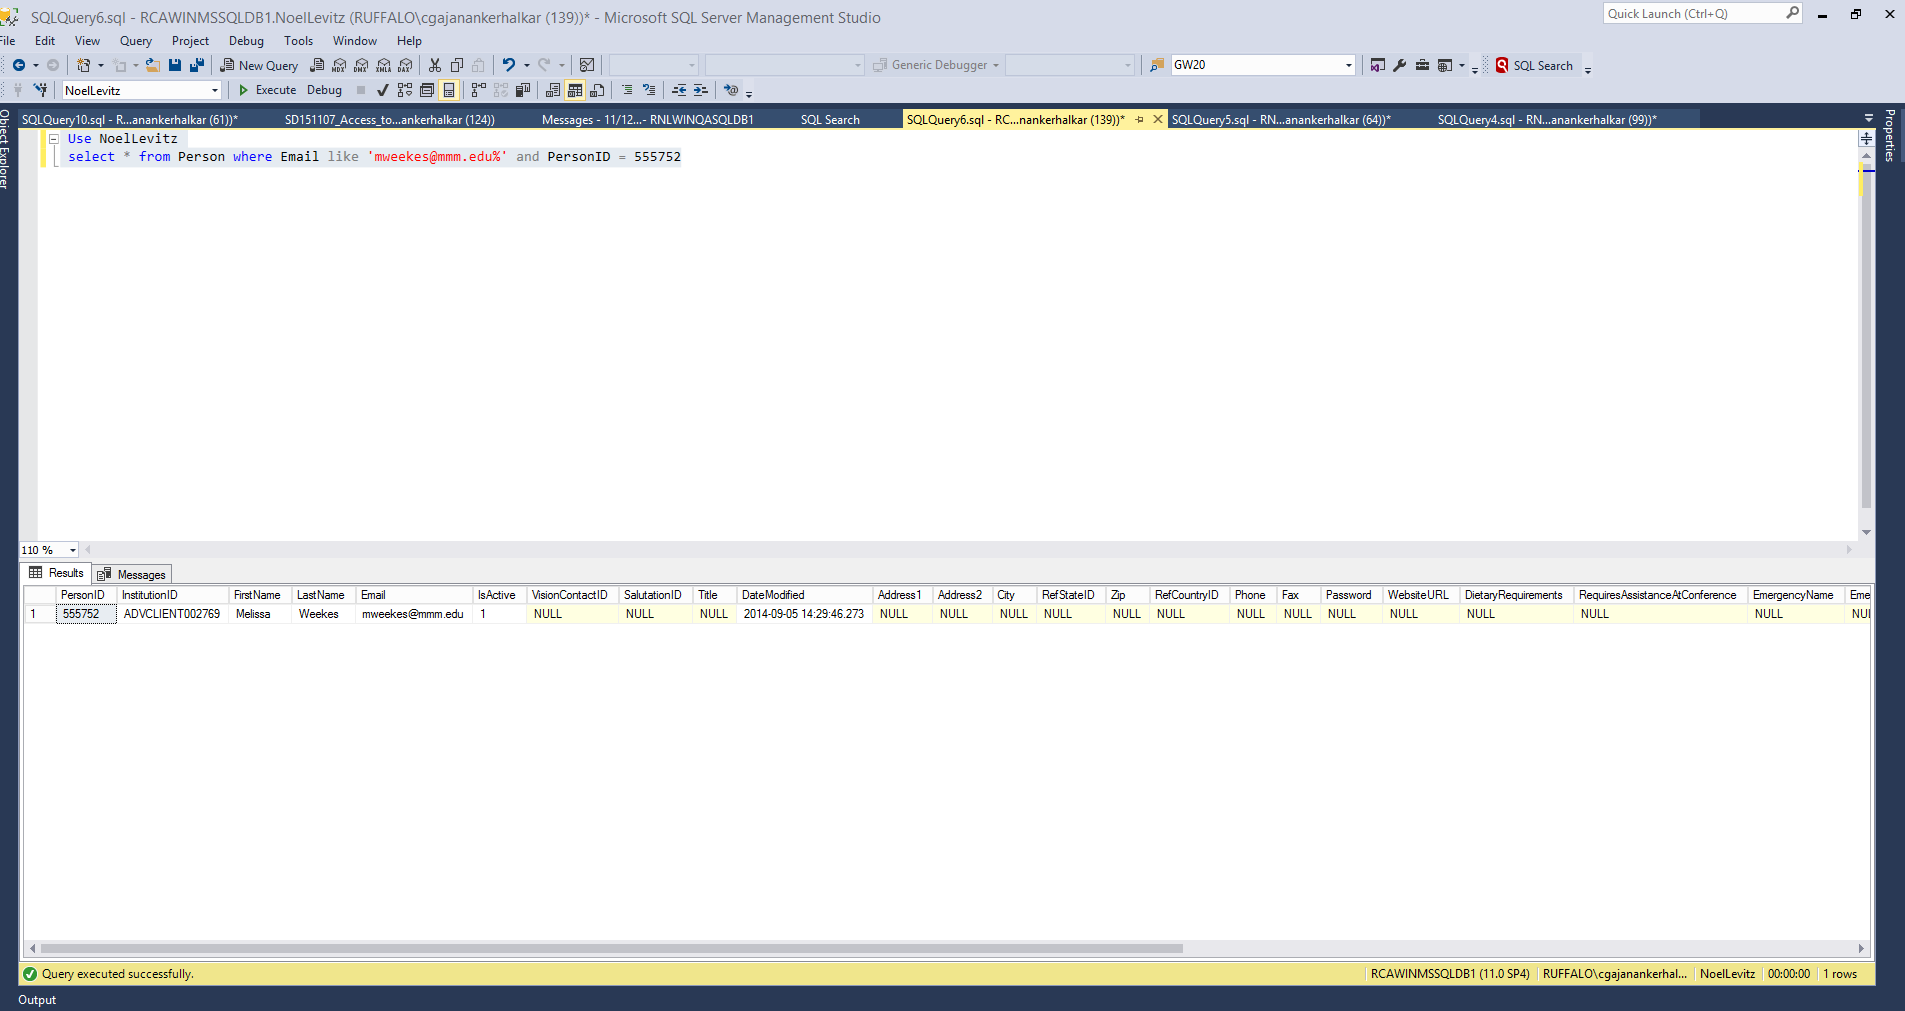 SQLQuery6.sql - RCAWINMSSQLDB1.NoelLevitz (RUFFALO\cgajanankerhalkar (139))* - Microsoft SQL Server Management Studio
Quick Launch (Ctrl+Q)
File Edit View Query Project Debug Tools Window Help
New Query MDX DMX XMLA DAX Generic Debugger GW20 SQL Search
NoelLevitz Execute Debug
SQLQuery10.sql - R...anankerhalkar (61))* SD151107_Access_to...ankerhalkar (124)) Messages - 11/12...- RNLWINQASQLDB1 SQL Search SQLQuery6.sql - RC...nankerhalkar (139))* SQLQuery5.sql - RN...anankerhalkar (64))* SQLQuery4.sql - RN...anankerhalkar (99))*
Object Explorer
Properties
Use NoelLevitz
select * from Person where Email like 'mweekes@mmm.edu%' and PersonID = 555752
110 %
Results Messages
PersonID InstitutionID FirstName LastName Email IsActive VisionContactID SalutationID Title DateModified Address1 Address2 City RefStateID Zip RefCountryID Phone Fax Password WebsiteURL DietaryRequirements RequiresAssistanceAtConference EmergencyName Eme
1 555752 ADVCLIENT002769 Melissa Weekes mweekes@mmm.edu 1 NULL NULL NULL 2014-09-05 14:29:46.273 NULL NULL NULL NULL NULL NULL NULL NULL NULL NULL NULL NULL NULL NUI
Query executed successfully. RCAWINMSSQLDB1 (11.0 SP4) RUFFALO\cgajanankerhal... NoelLevitz 00:00:00 1 rows
Output